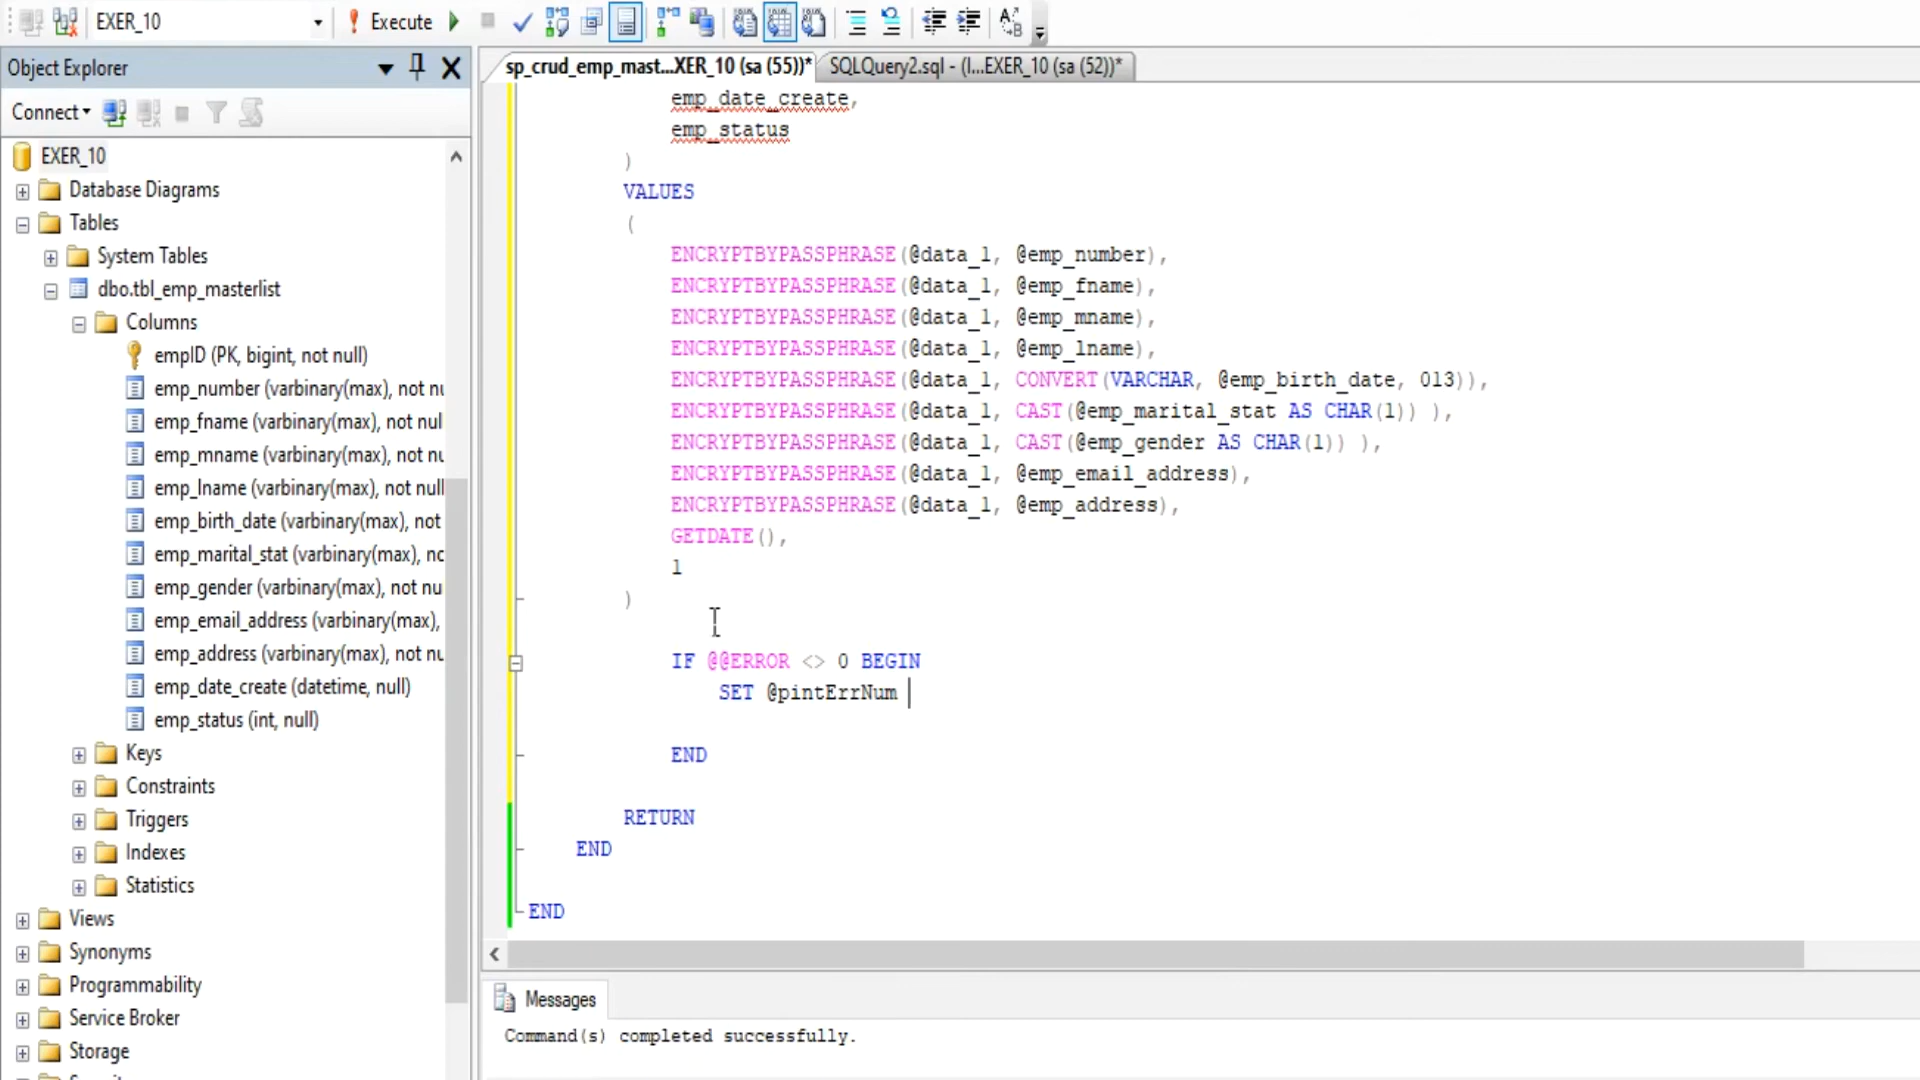 EXER_10
Execute
Object Explorer
sp_crud_emp_mast...XER_10 (sa (55))*
SQLQuery2.sql - (l...EXER_10 (sa (52))*
Connect
EXER_10
Database Diagrams
Tables
System Tables
dbo.tbl_emp_masterlist
Columns
empID (PK, bigint, not null)
emp_number (varbinary(max), not nu
emp_fname (varbinary(max), not nul
emp_mname (varbinary(max), not nu
emp_lname (varbinary(max), not null
emp_birth_date (varbinary(max), not
emp_marital_stat (varbinary(max), nc
emp_gender (varbinary(max), not nu
emp_email_address (varbinary(max),
emp_address (varbinary(max), not nu
emp_date_create (datetime, null)
emp_status (int, null)
Keys
Constraints
Triggers
Indexes
Statistics
Views
Synonyms
Programmability
Service Broker
Storage
emp_date_create,
emp_status
)
VALUES
(
ENCRYPTBYPASSPHRASE(@data_1, @emp_number),
ENCRYPTBYPASSPHRASE(@data_1, @emp_fname),
ENCRYPTBYPASSPHRASE(@data_1, @emp_mname),
ENCRYPTBYPASSPHRASE(@data_1, @emp_lname),
ENCRYPTBYPASSPHRASE(@data_1, CONVERT(VARCHAR, @emp_birth_date, 013)),
ENCRYPTBYPASSPHRASE(@data_1, CAST(@emp_marital_stat AS CHAR(1)) ),
ENCRYPTBYPASSPHRASE(@data_1, CAST(@emp_gender AS CHAR(1)) ),
ENCRYPTBYPASSPHRASE(@data_1, @emp_email_address),
ENCRYPTBYPASSPHRASE(@data_1, @emp_address),
GETDATE(),
1
)
IF @@ERROR <> 0 BEGIN
SET @pintErrNum
END
RETURN
END
END
Messages
Command(s) completed successfully.